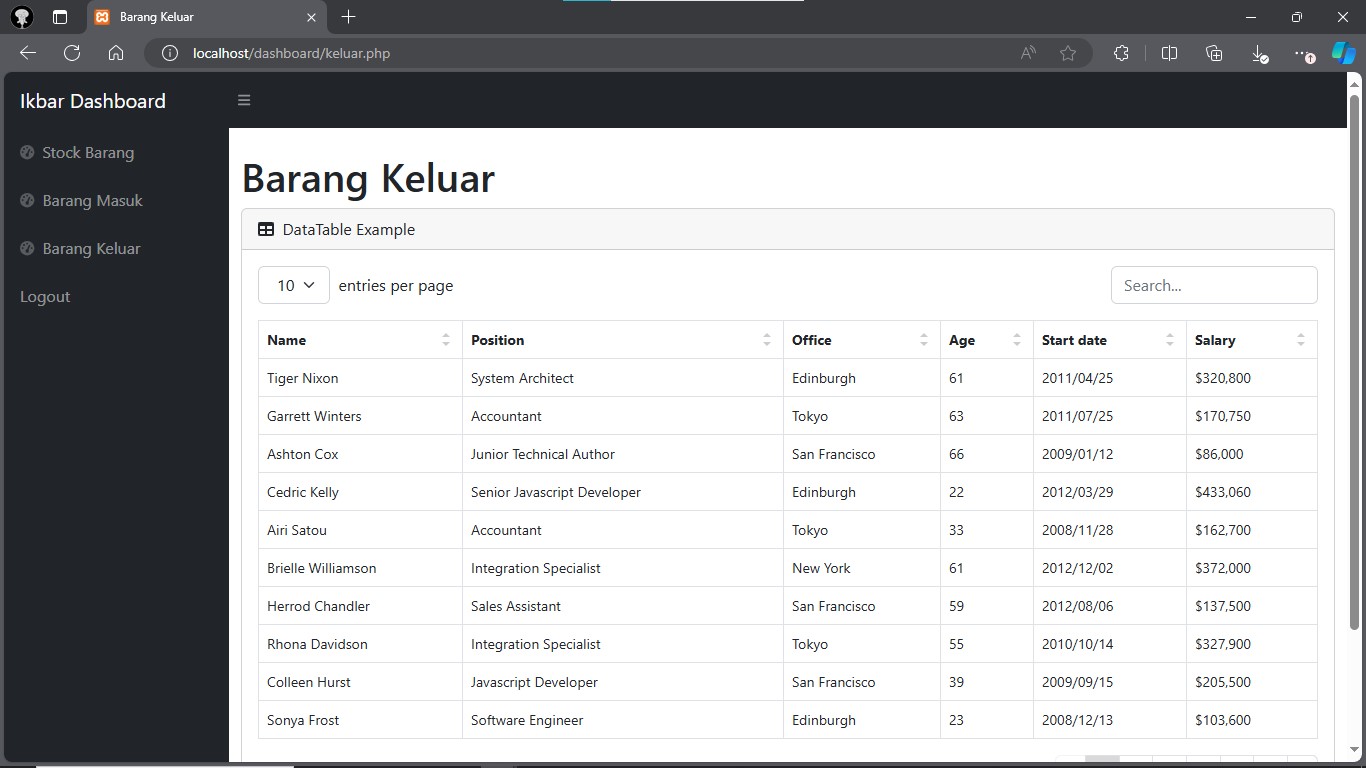 Barang Keluar
localhost/dashboard/keluar.php
Ikbar Dashboard
Stock Barang
Barang Masuk
Barang Keluar
Logout
Barang Keluar
DataTable Example
10 entries per page Search...
Name Position Office Age Start date Salary
Tiger Nixon System Architect Edinburgh 61 2011/04/25 $320,800
Garrett Winters Accountant Tokyo 63 2011/07/25 $170,750
Ashton Cox Junior Technical Author San Francisco 66 2009/01/12 $86,000
Cedric Kelly Senior Javascript Developer Edinburgh 22 2012/03/29 $433,060
Airi Satou Accountant Tokyo 33 2008/11/28 $162,700
Brielle Williamson Integration Specialist New York 61 2012/12/02 $372,000
Herrod Chandler Sales Assistant San Francisco 59 2012/08/06 $137,500
Rhona Davidson Integration Specialist Tokyo 55 2010/10/14 $327,900
Colleen Hurst Javascript Developer San Francisco 39 2009/09/15 $205,500
Sonya Frost Software Engineer Edinburgh 23 2008/12/13 $103,600